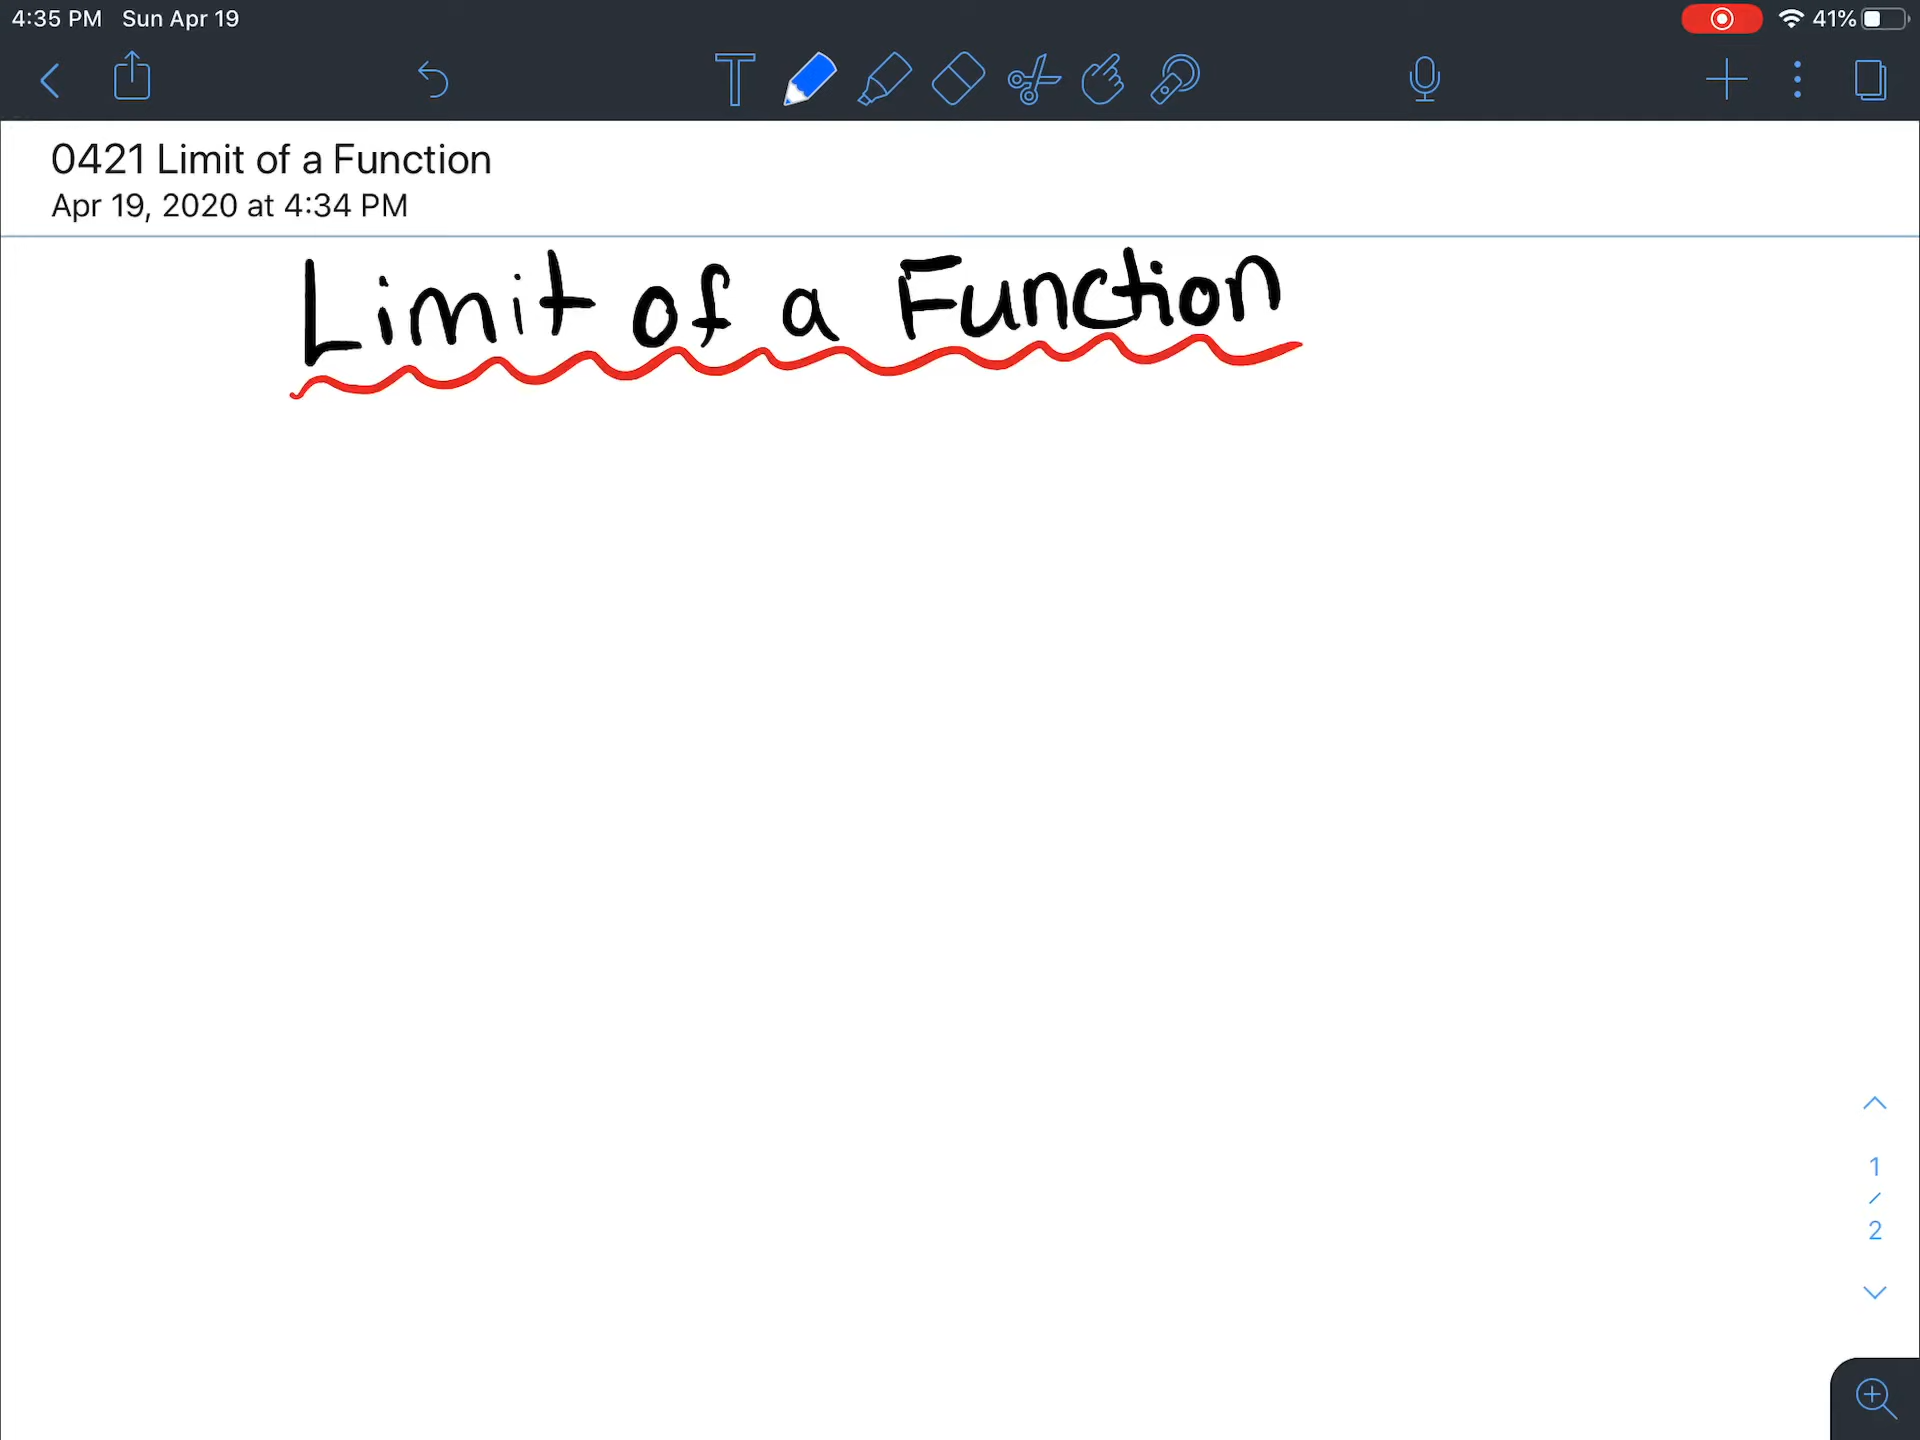 4:35 PM Sun Apr 19 41%
T
0421 Limit of a Function
Apr 19, 2020 at 4:34 PM
Limit of a Function
1
/
2